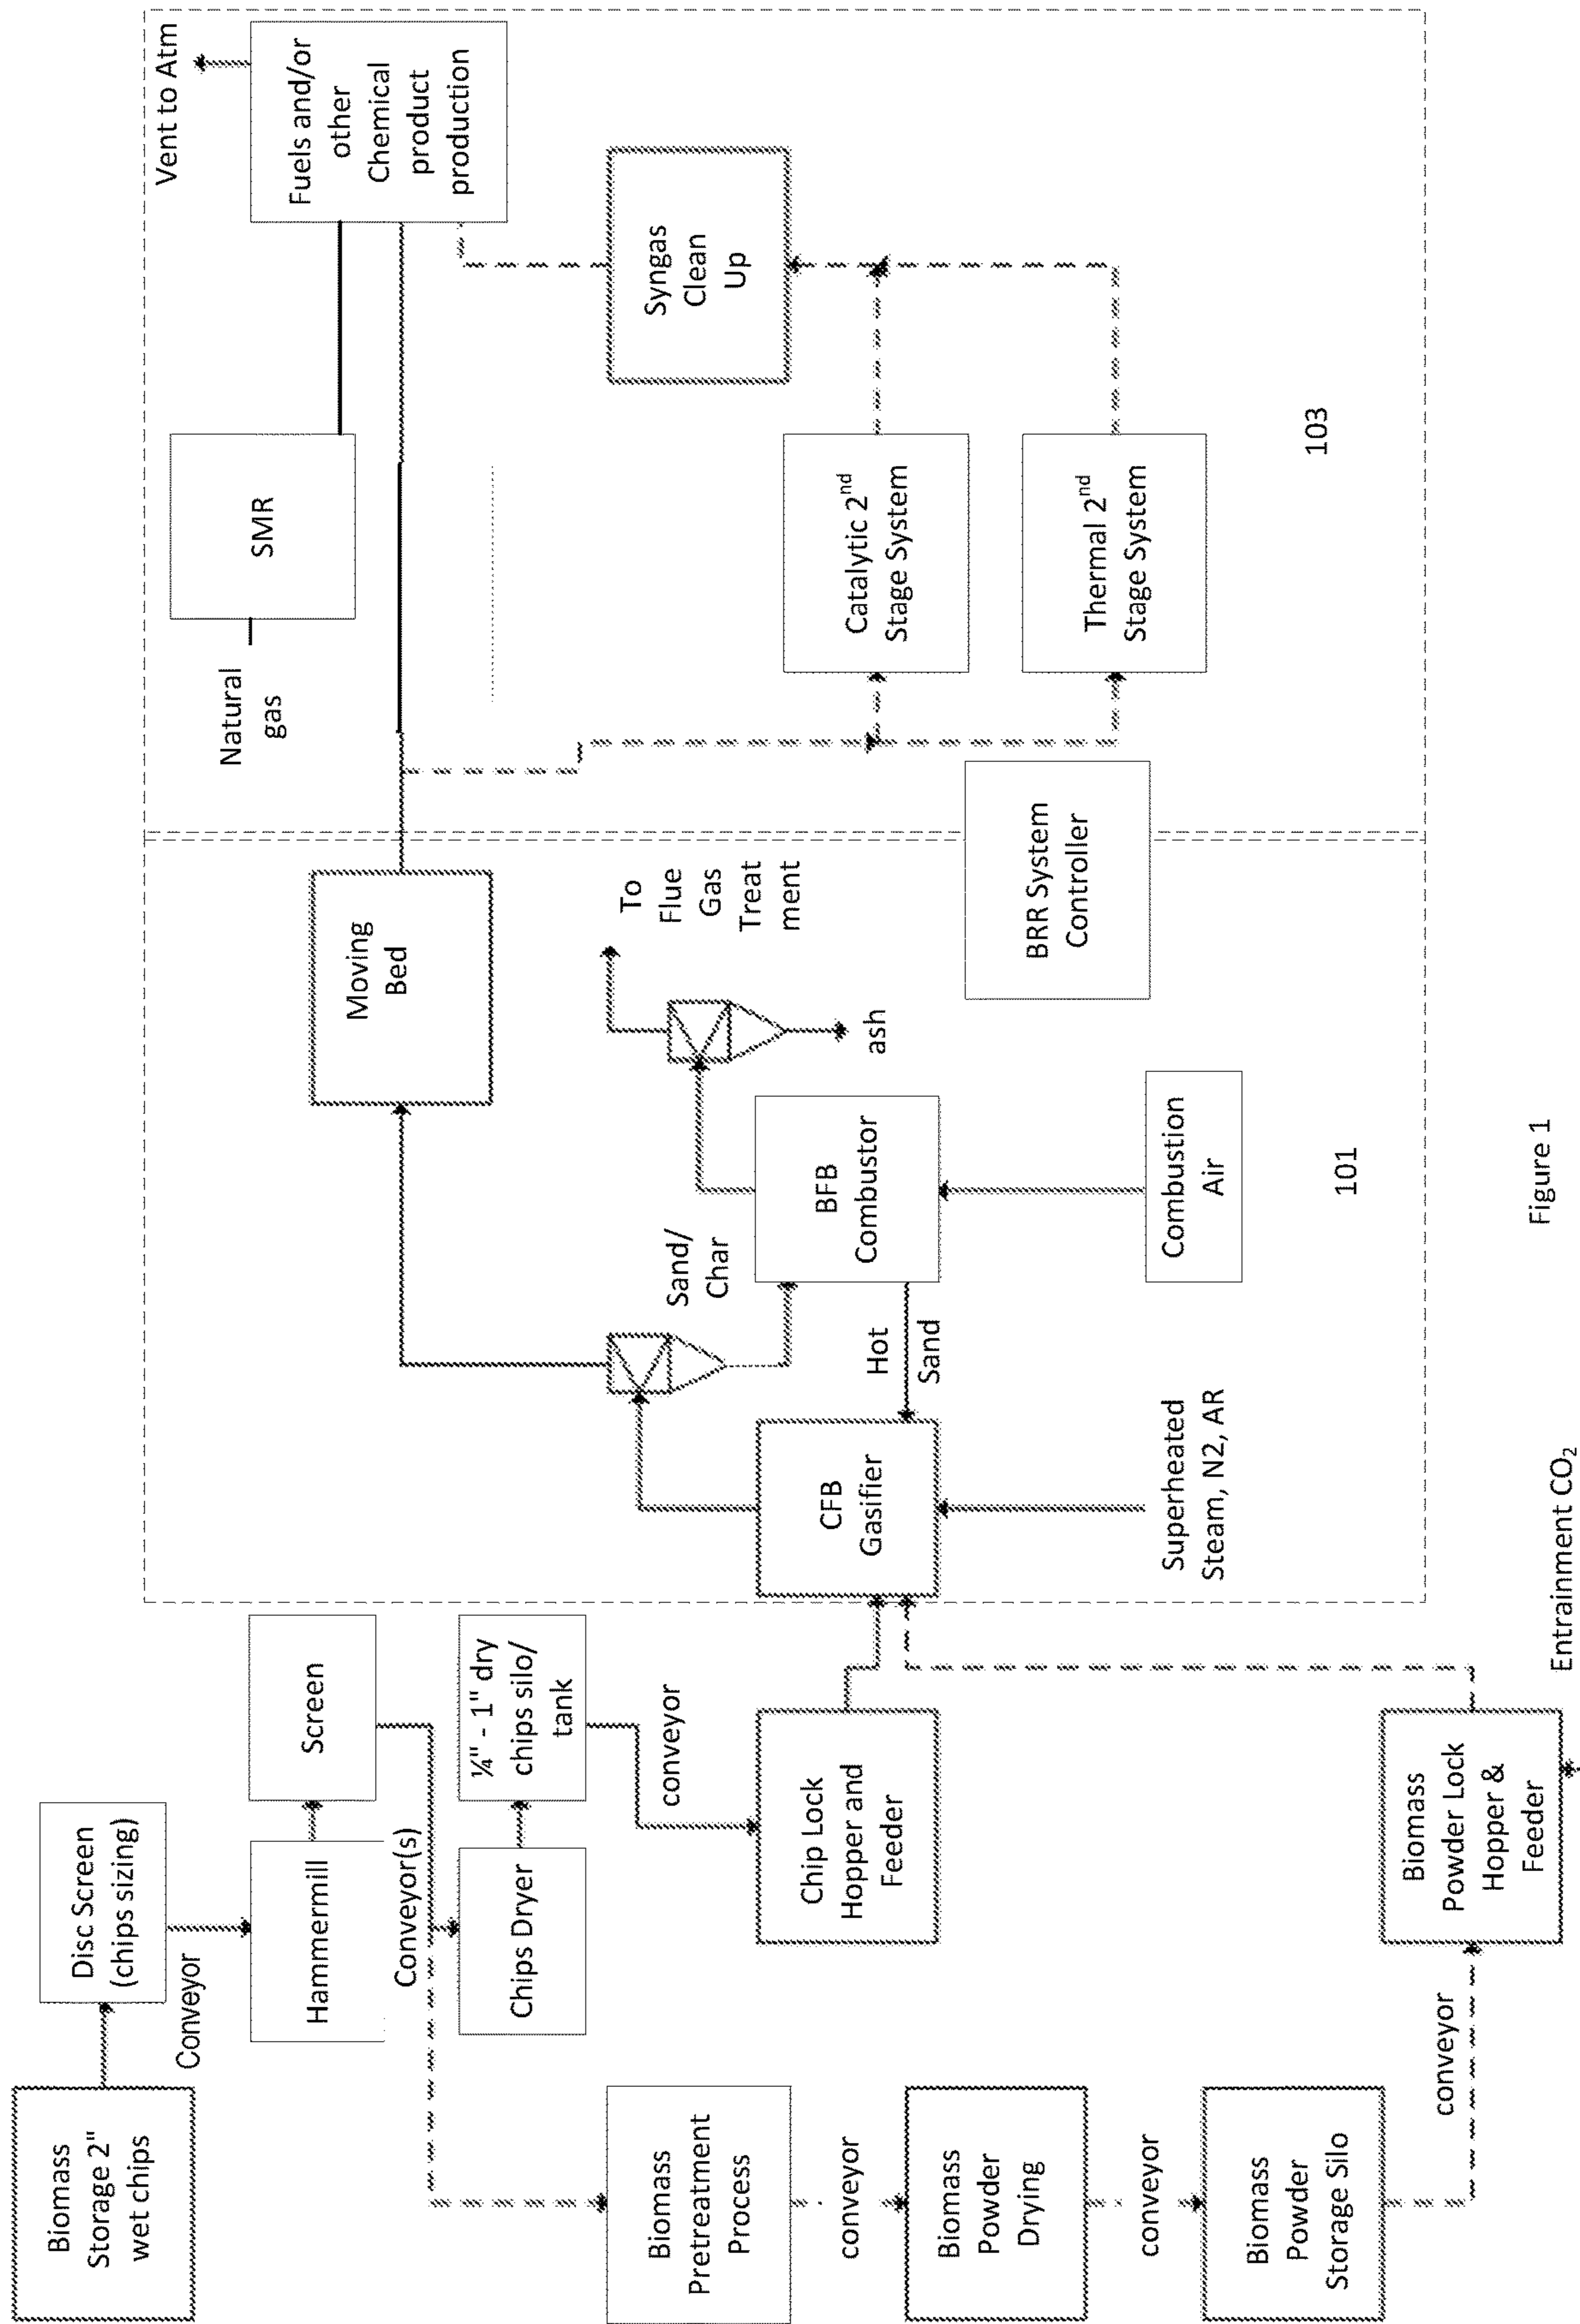 Biomass
Storage 2"
wet chips
Disc Screen
(chips sizing)
Conveyor
Hammermill
Screen
Conveyor(s)
Chips Dryer
¼" - 1" dry
chips silo/
tank
conveyor
Chip Lock
Hopper and
Feeder
Biomass
Pretreatment
Process
conveyor
Biomass
Powder
Drying
conveyor
Biomass
Powder
Storage Silo
conveyor
Biomass
Powder Lock
Hopper &
Feeder
Entrainment CO₂
CFB
Gasifier
Superheated
Steam, N2, AR
Hot
Sand
Sand/
Char
BFB
Combustor
Combustion
Air
ash
To
Flue
Gas
Treat
ment
Moving
Bed
BRR System
Controller
101
Natural
gas
SMR
Vent to Atm
Fuels and/or
other
Chemical
product
production
Syngas
Clean
Up
Catalytic 2ⁿᵈ
Stage System
Thermal 2ⁿᵈ
Stage System
103
Figure 1